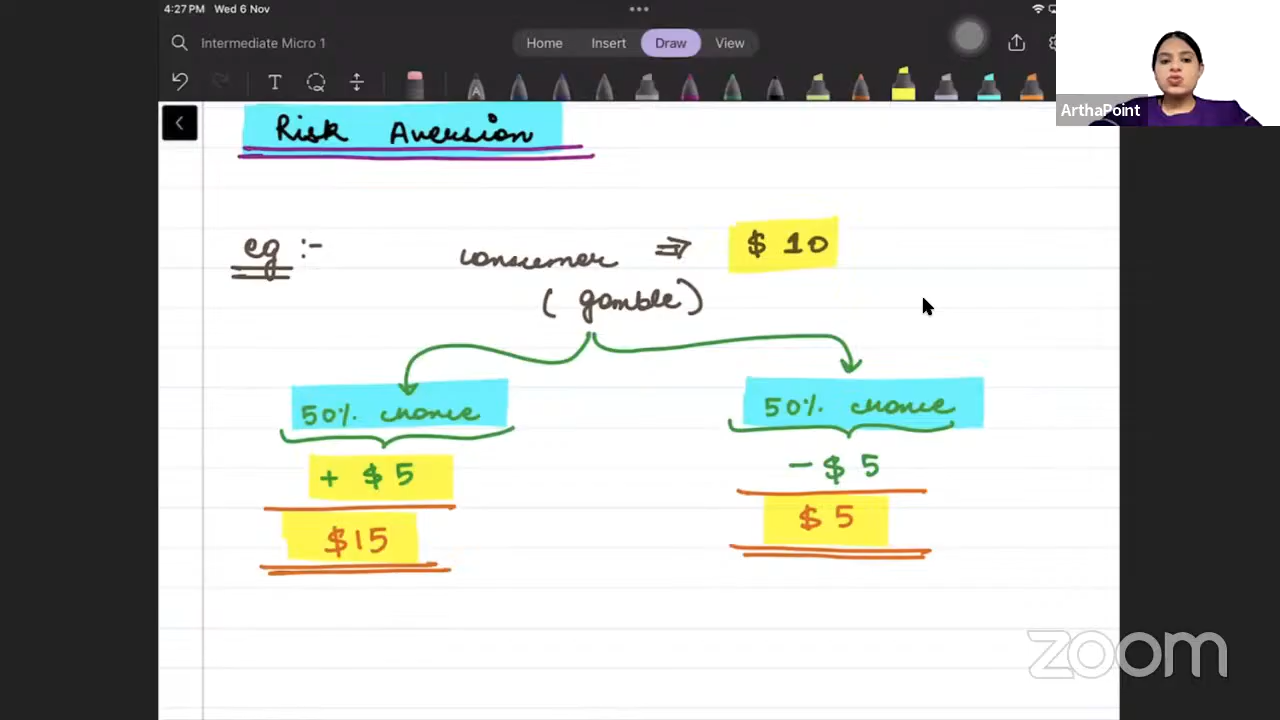 4:27 PM Wed 6 Nov
Intermediate Micro 1
Home Insert Draw View
ArthaPoint
Risk Aversion
eg :- consumer ⇒ $ 10
(gamble)
50% chance 50% chance
+ $ 5 - $ 5
$15 $ 5
zoom